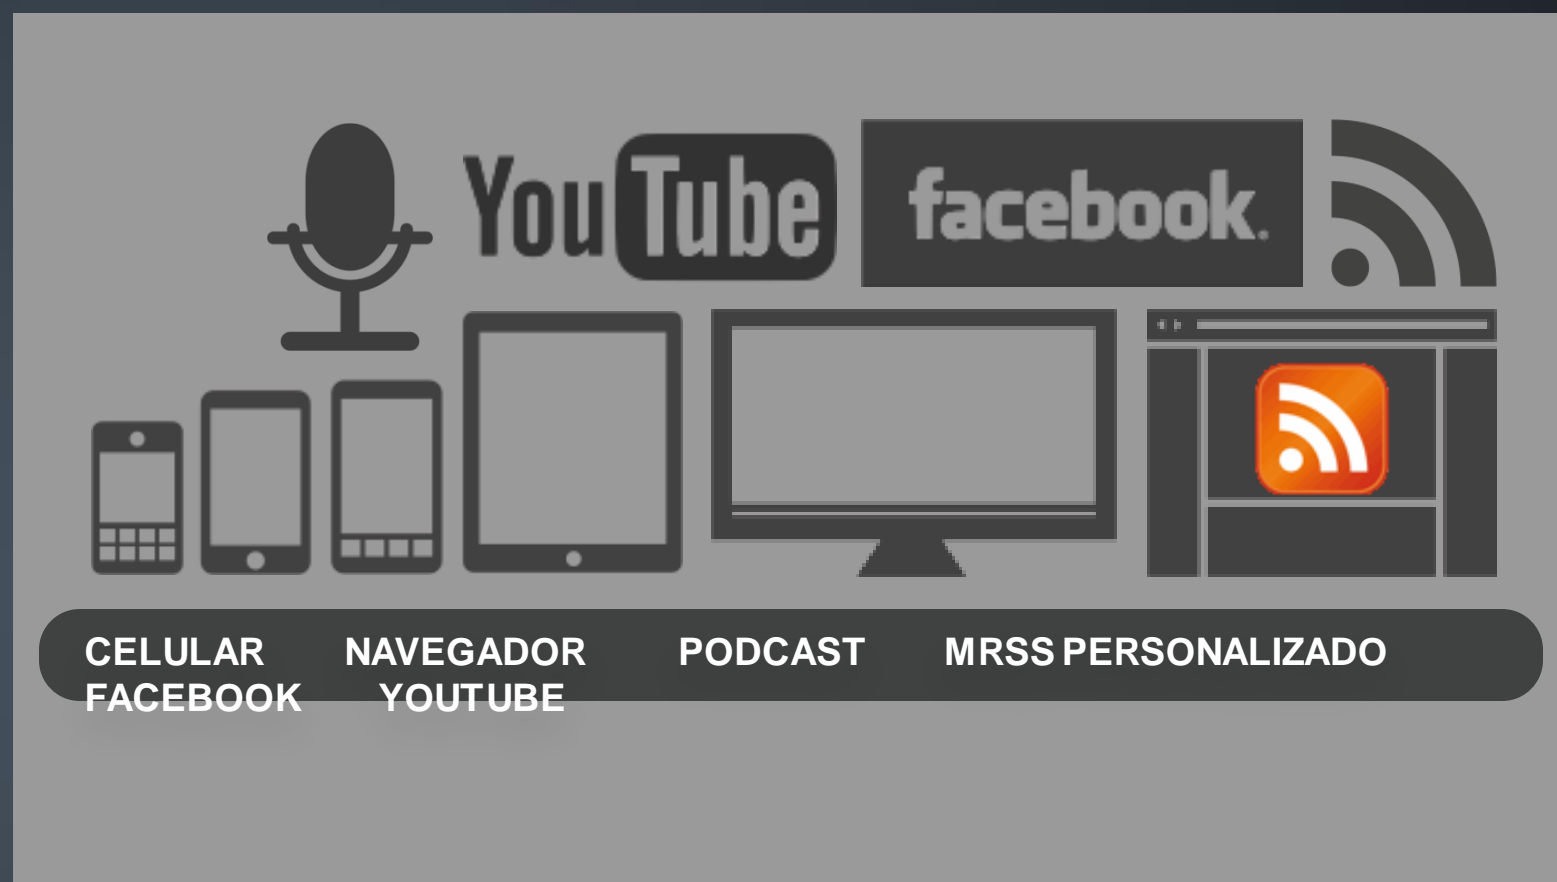 YouTube
facebook.
CELULAR NAVEGADOR PODCAST MRSS PERSONALIZADO
FACEBOOK YOUTUBE